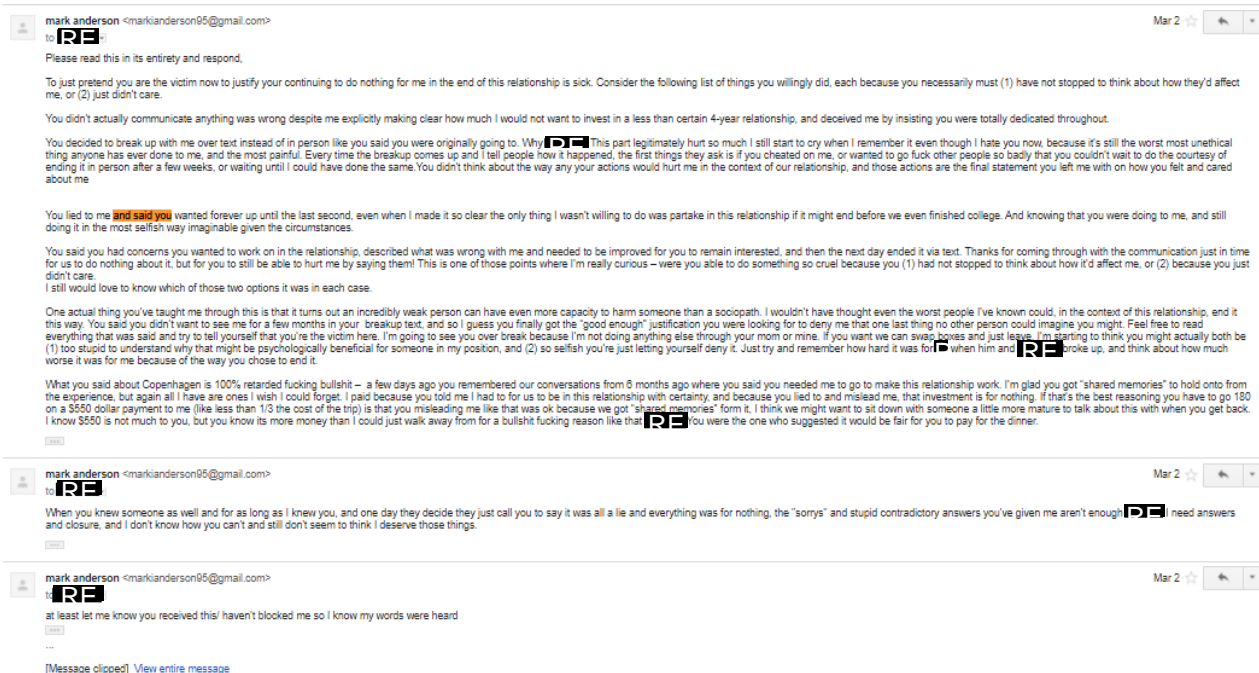 mark anderson <markianderson95@gmail.com> Mar 2
to RE
Please read this in its entirety and respond,
To just pretend you are the victim now to justify your continuing to do nothing for me in the end of this relationship is sick. Consider the following list of things you willingly did, each because you necessarily must (1) have not stopped to think about how they'd affect
me, or (2) just didn't care.
You didn't actually communicate anything was wrong despite me explicitly making clear how much I would not want to invest in a less than certain 4-year relationship, and deceived me by insisting you were totally dedicated throughout.
You decided to break up with me over text instead of in person like you said you were originally going to. Why This part legitimately hurt so much I still start to cry when I remember it even though I hate you now, because it's still the worst most unethical
thing anyone has ever done to me, and the most painful. Every time the breakup comes up and I tell people how it happened, the first things they ask is if you cheated on me, or wanted to go fuck other people so badly that you couldn't wait to do the courtesy of
ending it in person after a few weeks, or waiting until I could have done the same.You didn't think about the way any your actions would hurt me in the context of our relationship, and those actions are the final statement you left me with on how you felt and cared
about me
You lied to me and said you wanted forever up until the last second, even when I made it so clear the only thing I wasn't willing to do was partake in this relationship if it might end before we even finished college. And knowing that you were doing to me, and still
doing it in the most selfish way imaginable given the circumstances.
You said you had concerns you wanted to work on in the relationship, described what was wrong with me and needed to be improved for you to remain interested, and then the next day ended it via text. Thanks for coming through with the communication just in time
for us to do nothing about it, but for you to still be able to hurt me by saying them! This is one of those points where I'm really curious – were you able to do something so cruel because you (1) had not stopped to think about how it'd affect me, or (2) because you just
didn't care.
I still would love to know which of those two options it was in each case.
One actual thing you've taught me through this is that it turns out an incredibly weak person can have even more capacity to harm someone than a sociopath. I wouldn't have thought even the worst people I've known could, in the context of this relationship, end it
this way. You said you didn't want to see me for a few months in your breakup text, and so I guess you finally got the "good enough" justification you were looking for to deny me that one last thing no other person could imagine you might. Feel free to read
everything that was said and try to tell yourself that you're the victim here. I'm going to see you over break because I'm not doing anything else through your mom or mine. If you want we can swap boxes and just leave. I'm starting to think you might actually both be
(1) too stupid to understand why that might be psychologically beneficial for someone in my position, and (2) so selfish you're just letting yourself deny it. Just try and remember how hard it was for when him and RE broke up, and think about how much
worse it was for me because of the way you chose to end it.
What you said about Copenhagen is 100% retarded fucking bullshit – a few days ago you remembered our conversations from 6 months ago where you said you needed me to go to make this relationship work. I'm glad you got "shared memories" to hold onto from
the experience, but again all I have are ones I wish I could forget. I paid because you told me I had to for us to be in this relationship with certainty, and because you lied to and mislead me, that investment is for nothing. If that's the best reasoning you have to go 180
on a $550 dollar payment to me (like less than 1/3 the cost of the trip) is that you misleading me like that was ok because we got "shared memories" form it, I think we might want to sit down with someone a little more mature to talk about this with when you get back.
I know $550 is not much to you, but you know its more money than I could just walk away from for a bullshit fucking reason like that RE You were the one who suggested it would be fair for you to pay for the dinner.
mark anderson <markianderson95@gmail.com> Mar 2
to RE
When you knew someone as well and for as long as I knew you, and one day they decide they just call you to say it was all a lie and everything was for nothing, the "sorrys" and stupid contradictory answers you've given me aren't enough I need answers
and closure, and I don't know how you can't and still don't seem to think I deserve those things.
mark anderson <markianderson95@gmail.com> Mar 2
to RE
at least let me know you received this/ haven't blocked me so I know my words were heard
...
[Message clipped] View entire message